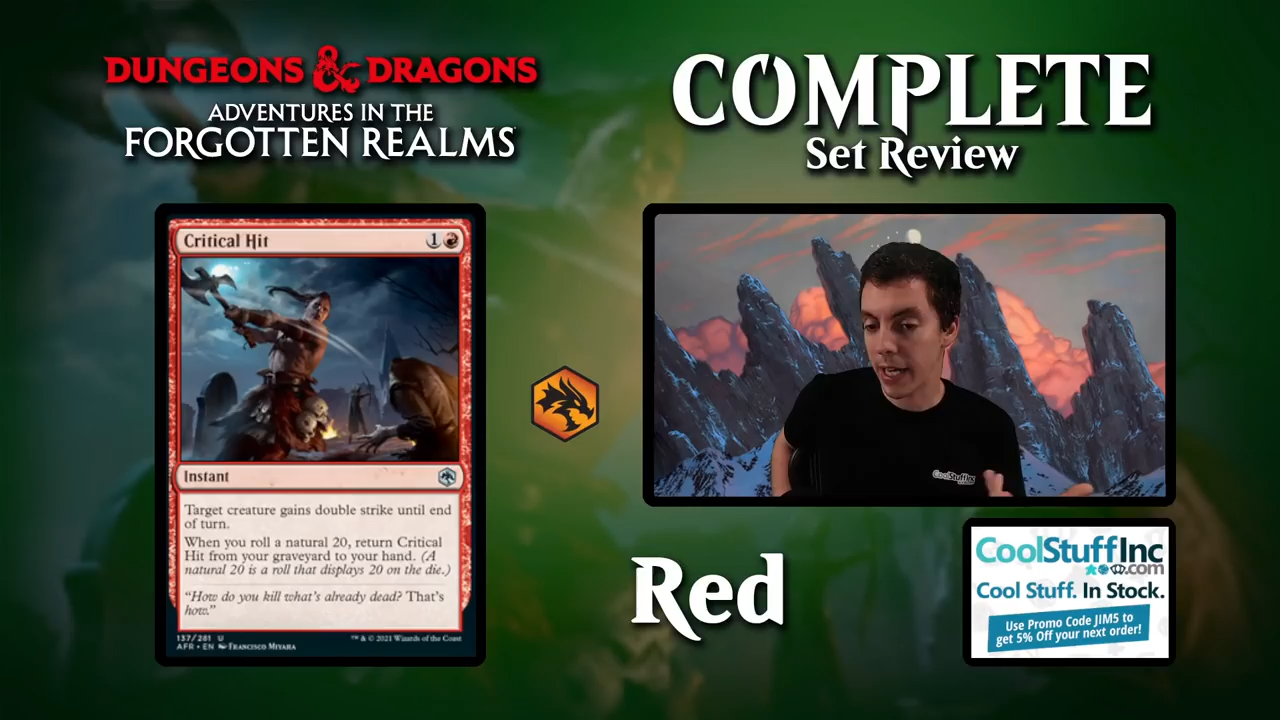 DUNGEONS & DRAGONS
ADVENTURES IN THE
FORGOTTEN REALMS
COMPLETE
Set Review
Critical Hit
1
Instant
Target creature gains double strike until end
of turn.
When you roll a natural 20, return Critical
Hit from your graveyard to your hand. (A
natural 20 is a roll that displays 20 on the die.)
"How do you kill what's already dead? That's
how."
137/281 U
AFR • EN FRANCISCO MIYARA
™ & © 2021 Wizards of the Coast
CoolStuffInc
Red
CoolStuffInc
.com
Cool Stuff. In Stock.
Use Promo Code JIM5 to
get 5% Off your next order!